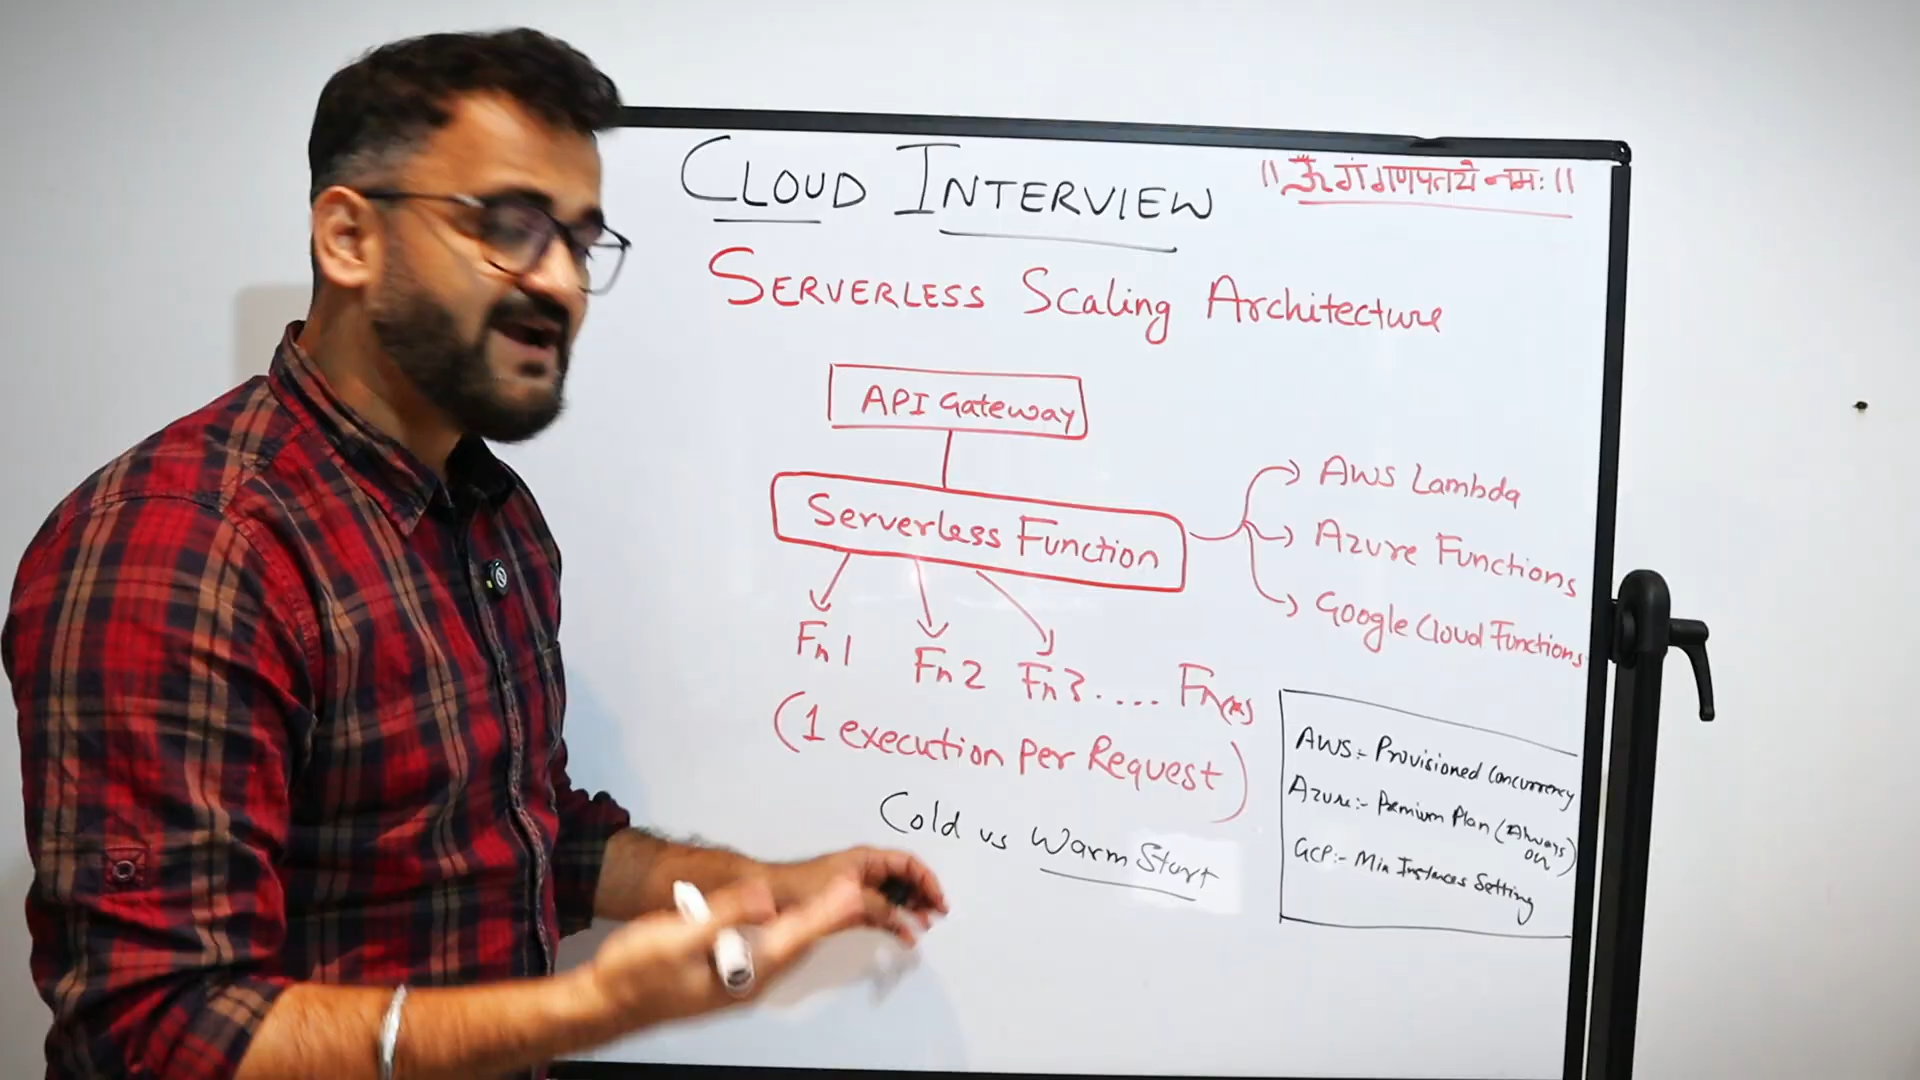 CLOUD INTERVIEW
॥ ॐ गं गणपतये नमः ॥
SERVERLESS Scaling Architecture
API Gateway
Serverless Function
AWS Lambda
Azure Functions
Google Cloud Functions
Fn 1
Fn 2
Fn 3 ....
(1 execution per Request)
Cold vs Warm Start
AWS:- Provisioned Concurrency
Azure:- Premium Plan (Always on)
GCP:- Min Instances Setting